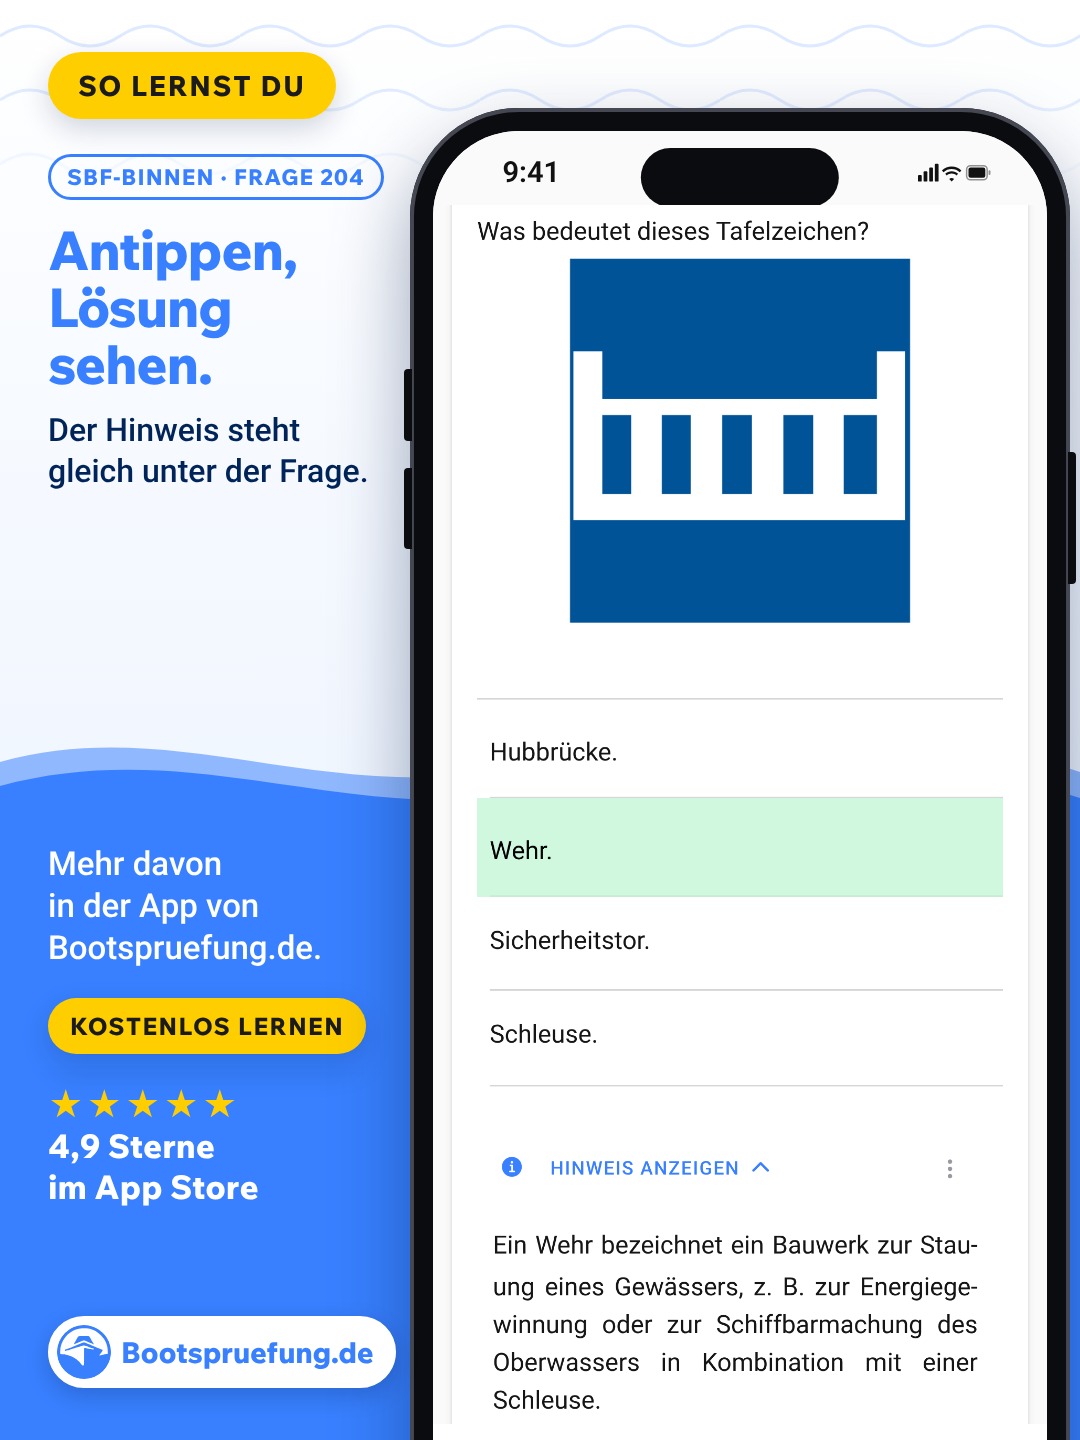 SO LERNST DU
SBF-BINNEN · FRAGE 204
Antippen,
Lösung
sehen.
Der Hinweis steht
gleich unter der Frage.
Mehr davon
in der App von
Bootspruefung.de.
KOSTENLOS LERNEN
★★★★★
4,9 Sterne
im App Store
Bootspruefung.de
9:41
Was bedeutet dieses Tafelzeichen?
Hubbrücke.
Wehr.
Sicherheitstor.
Schleuse.
HINWEIS ANZEIGEN
Ein Wehr bezeichnet ein Bauwerk zur Stau-
ung eines Gewässers, z. B. zur Energiege-
winnung oder zur Schiffbarmachung des
Oberwassers in Kombination mit einer
Schleuse.